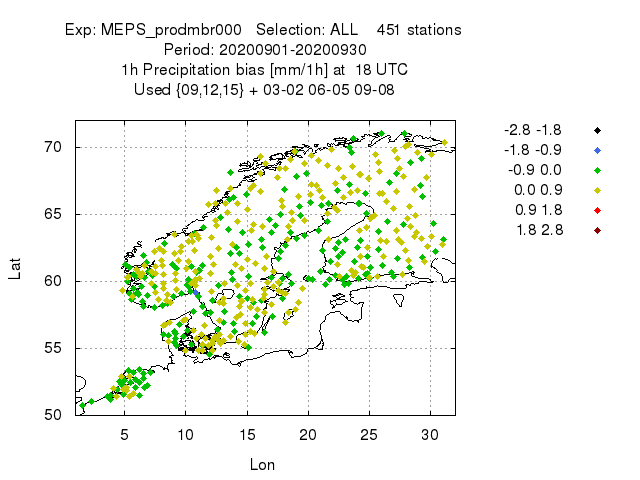 Exp: MEPS_prodmbr000   Selection: ALL    451 stations
Period: 20200901-20200930
1h Precipitation bias [mm/1h] at  18 UTC
Used {09,12,15} + 03-02 06-05 09-08
-2.8 -1.8
-1.8 -0.9
-0.9 0.0
0.0 0.9
0.9 1.8
1.8 2.8
70
65
60
55
50
Lat
5 10 15 20 25 30
Lon